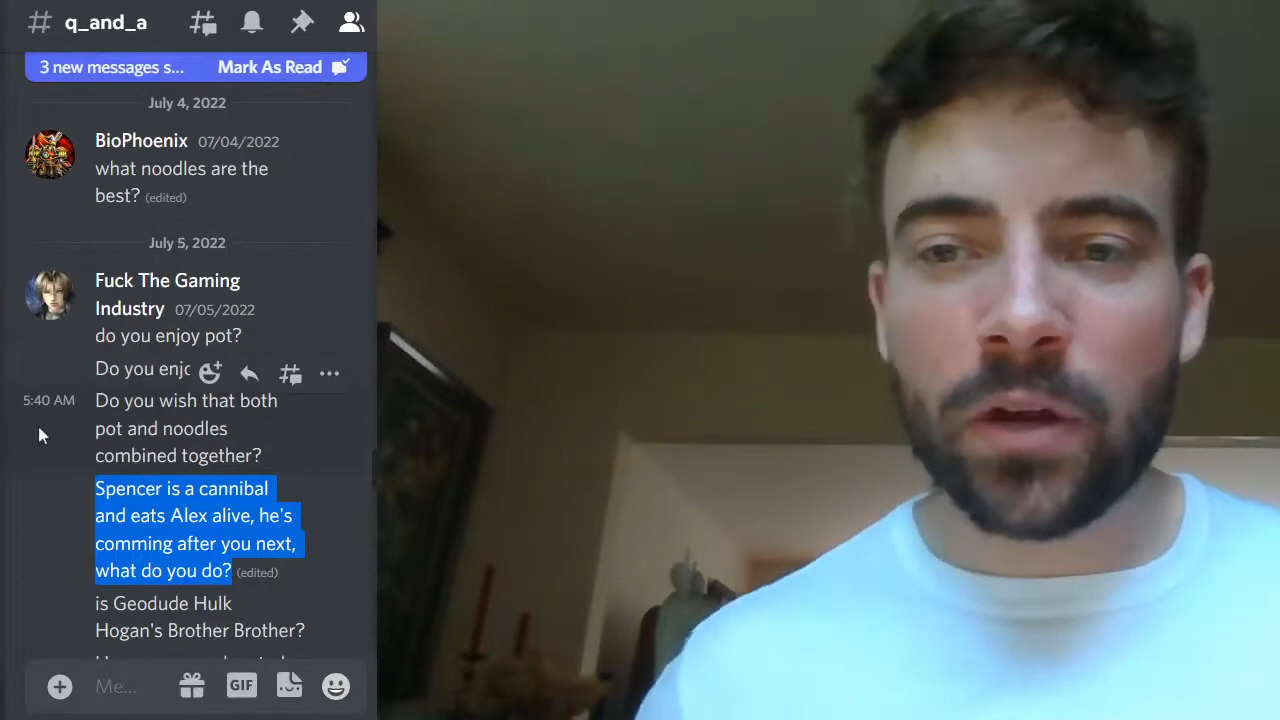 # q_and_a
3 new messages s... Mark As Read
July 4, 2022
BioPhoenix 07/04/2022
what noodles are the
best? (edited)
July 5, 2022
Fuck The Gaming
Industry 07/05/2022
do you enjoy pot?
Do you
5:40 AM Do you wish that both
pot and noodles
combined together?
Spencer is a cannibal
and eats Alex alive, he's
comming after you next,
what do you do? (edited)
is Geodude Hulk
Hogan's Brother Brother?
Me... GIF